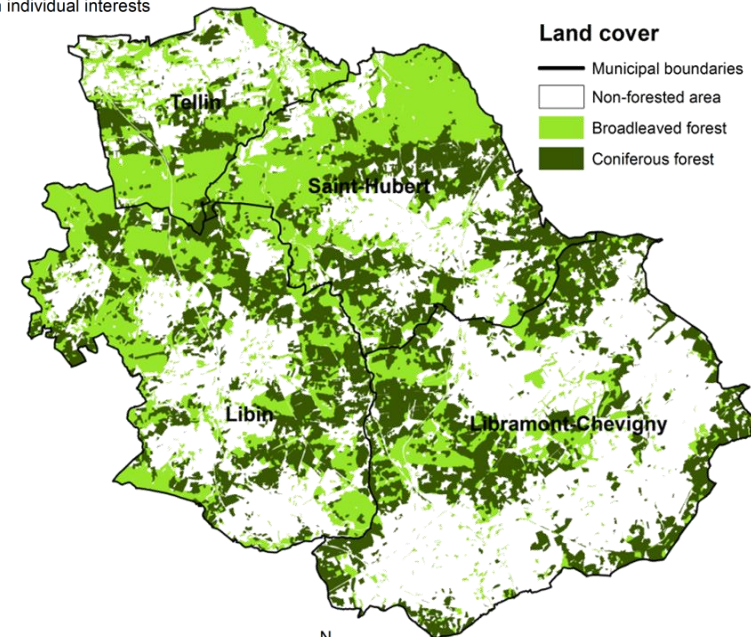 individual interests
Land cover
Municipal boundaries
Non-forested area
Broadleaved forest
Coniferous forest
Tellin
Saint-Hubert
Libin
Libramont-Chevigny
N